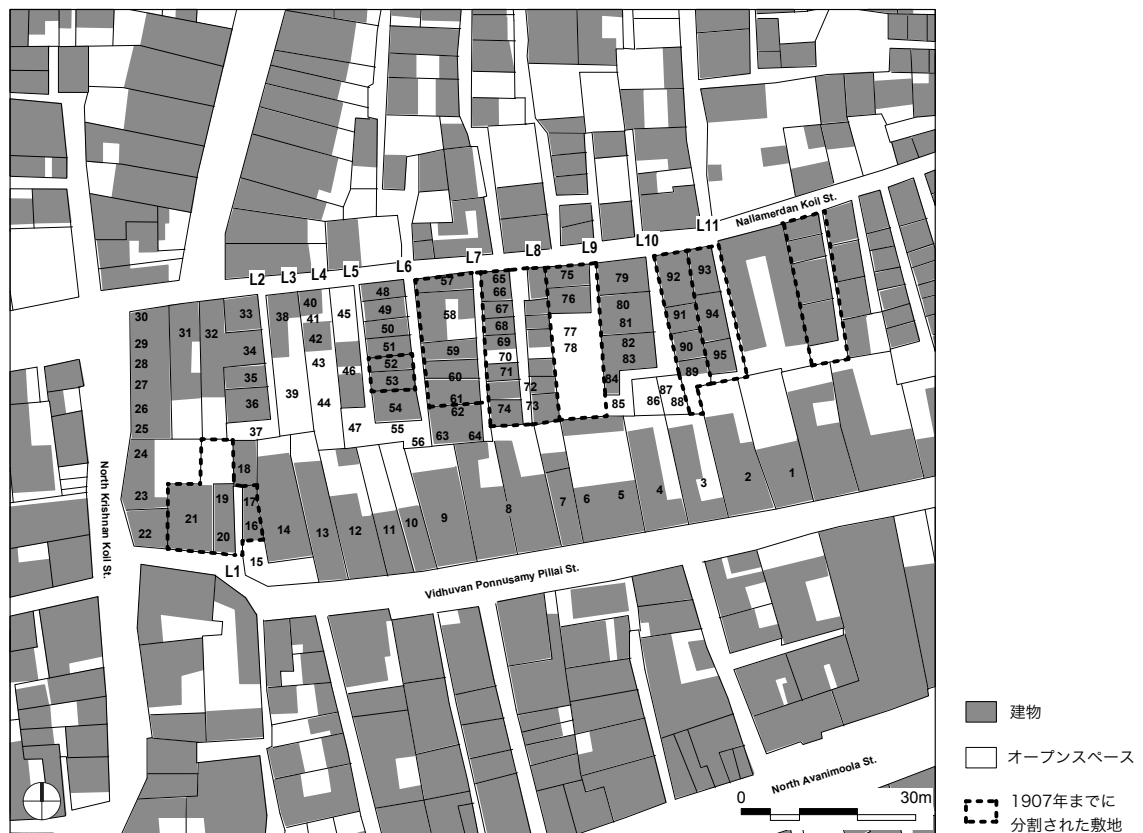 Nallamerdan Koil St.
L2 L3 L4 L5 L6 L7 L8 L9 L10 L11
30 31 32 33 38 40 41 45 48 57 65 75 79 92 93
29 34 42 49 58 66 76 80 91 94
28 35 43 46 50 59 67 77 81 90 95
27 36 39 44 51 60 68 78 82 89
26 37 47 52 61 69 83 87
25 53 62 70 84 88
24 18 54 63 71 85 86
23 19 17 55 64 72
22 21 20 16 56 74 73
15 14 13 12 11 10 9 8 7 6 5 4 3 2 1
L1
North Krishnan Koil St.
Vidhuvan Ponnusamy Pillai St.
North Avanimoola St.
0 30m
建物
オープンスペース
1907年までに
分割された敷地